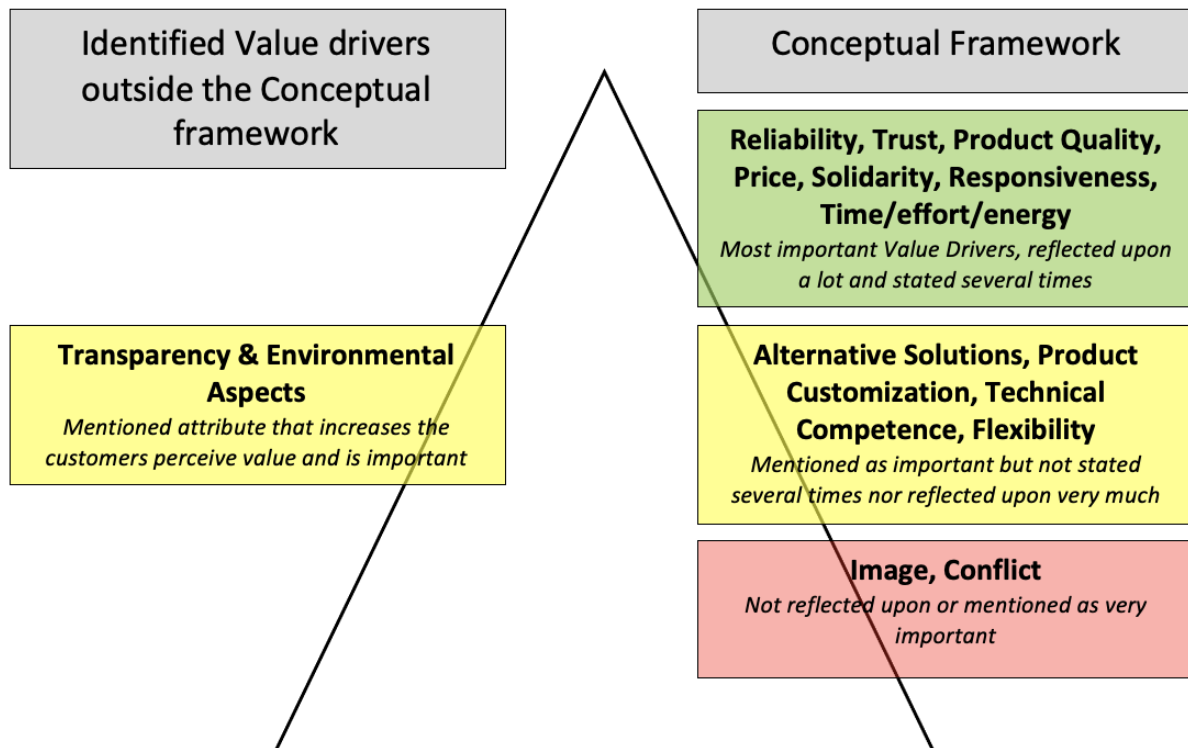 Identified Value drivers
outside the Conceptual
framework
Conceptual Framework
Reliability, Trust, Product Quality,
Price, Solidarity, Responsiveness,
Time/effort/energy
Most important Value Drivers, reflected upon
a lot and stated several times
Transparency & Environmental
Aspects
Mentioned attribute that increases the
customers perceive value and is important
Alternative Solutions, Product
Customization, Technical
Competence, Flexibility
Mentioned as important but not stated
several times nor reflected upon very much
Image, Conflict
Not reflected upon or mentioned as very
important